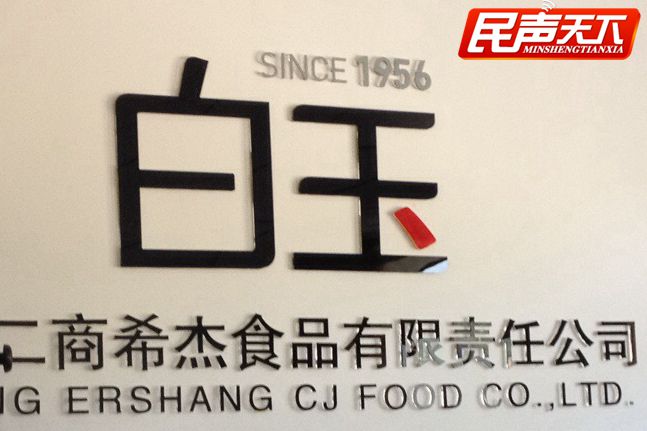 民声天下
MINSHENGTIANXIA
SINCE 1956
白玉
二商希杰食品有限责任公司
NG ERSHANG CJ FOOD CO.,LTD.